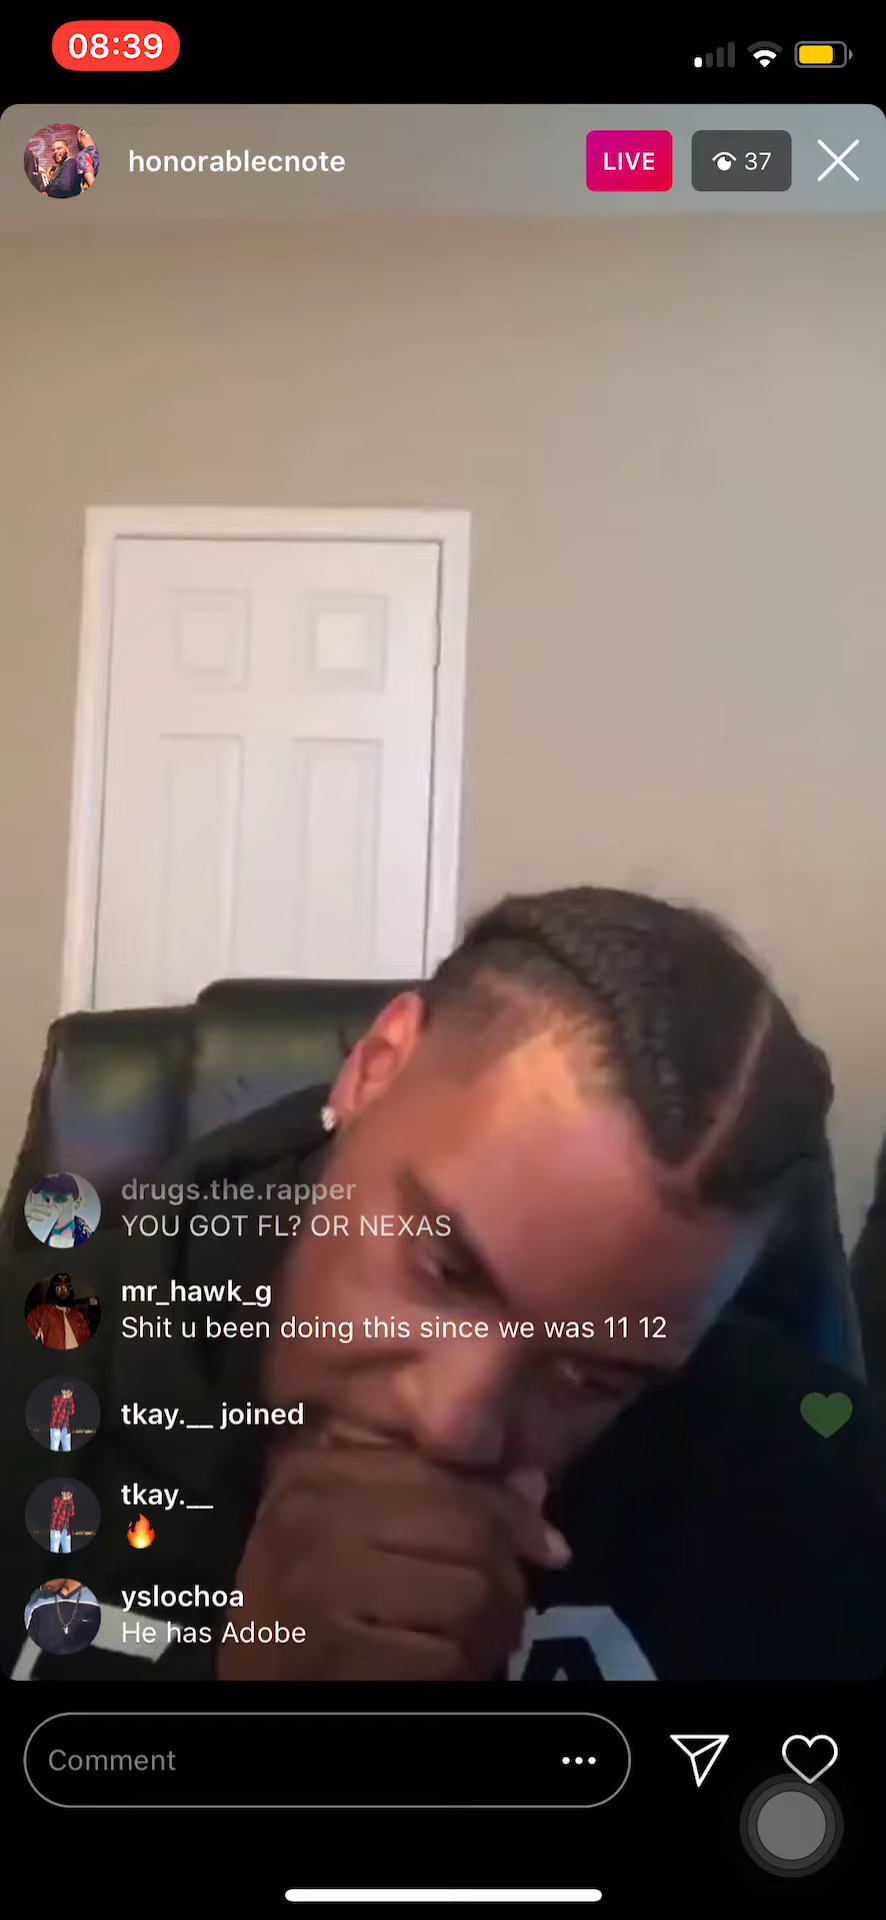 08:39
honorablecnote
LIVE
37
drugs.the.rapper
YOU GOT FL? OR NEXAS
mr_hawk_g
Shit u been doing this since we was 11 12
tkay.__ joined
tkay.__
🔥
yslochoa
He has Adobe
Comment